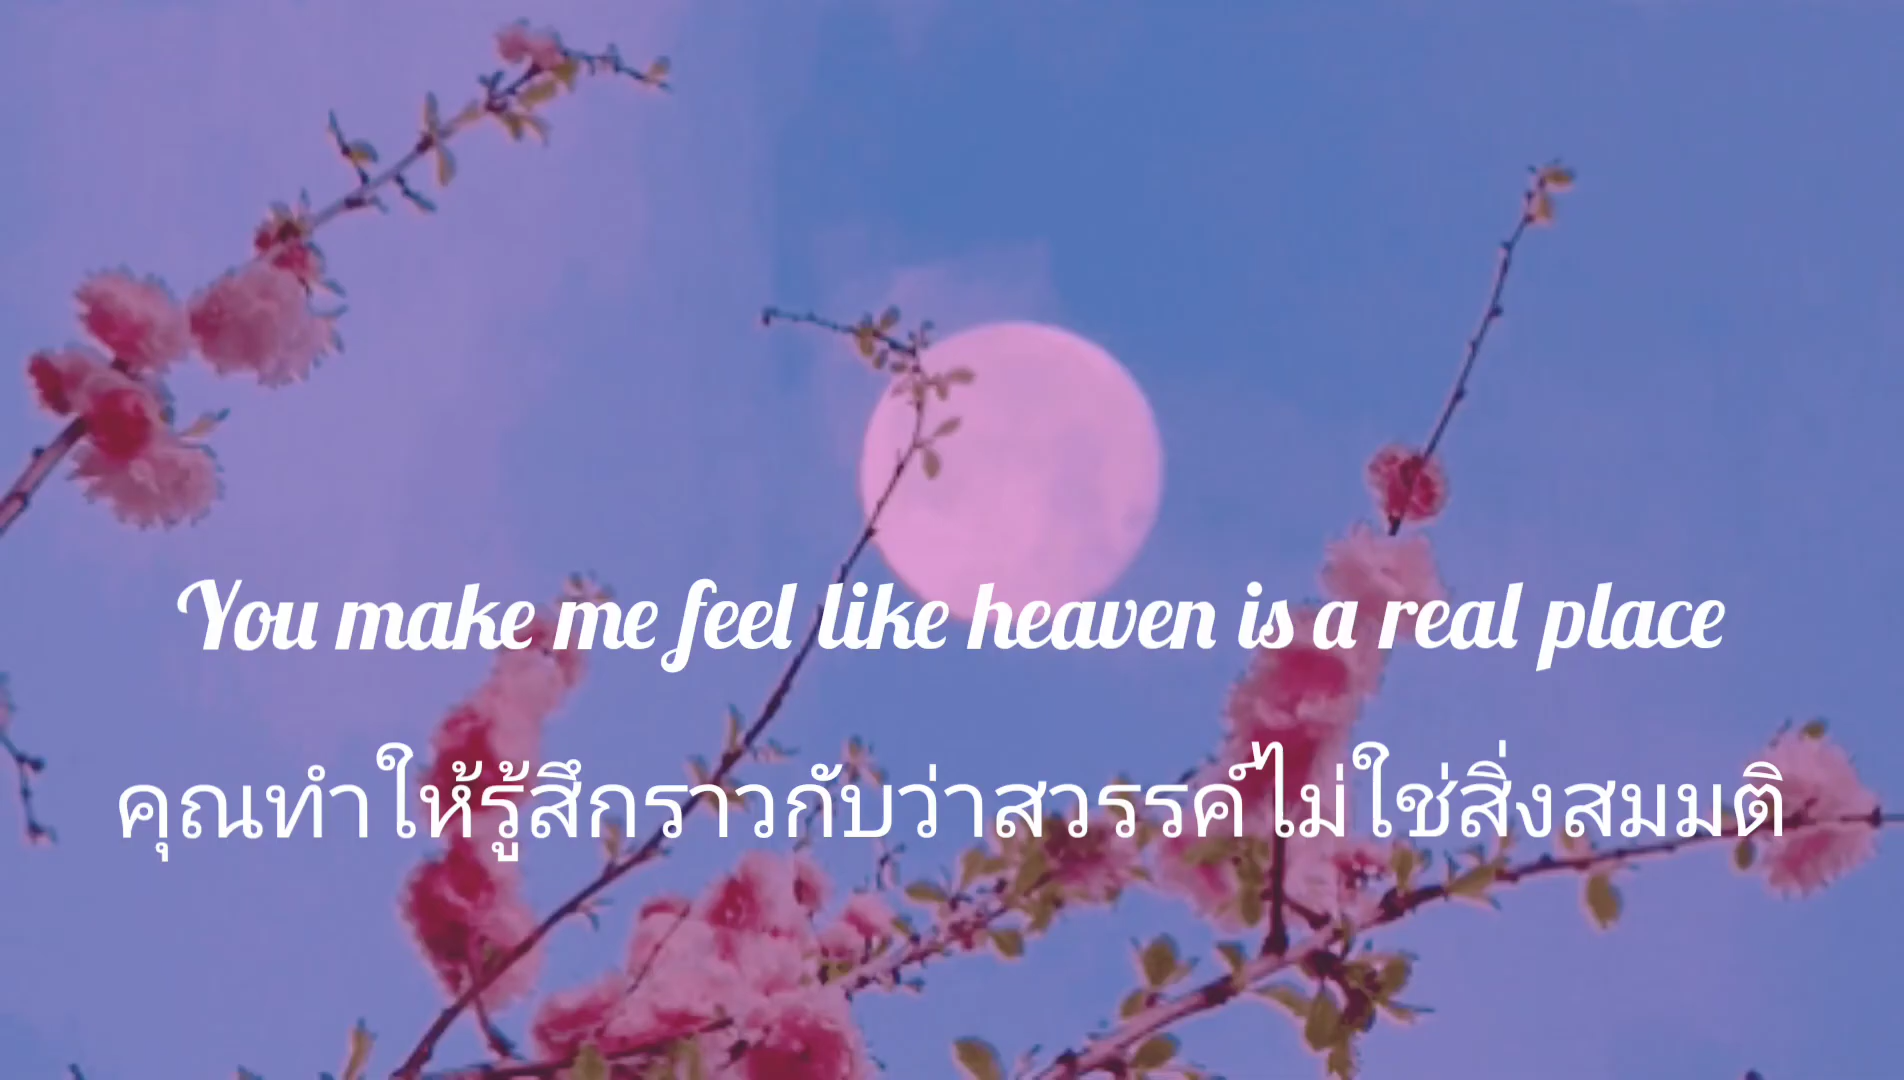 You make me feel like heaven is a real place
คุณทำให้รู้สึกราวกับว่าสวรรค์ไม่ใช่สิ่งสมมติ